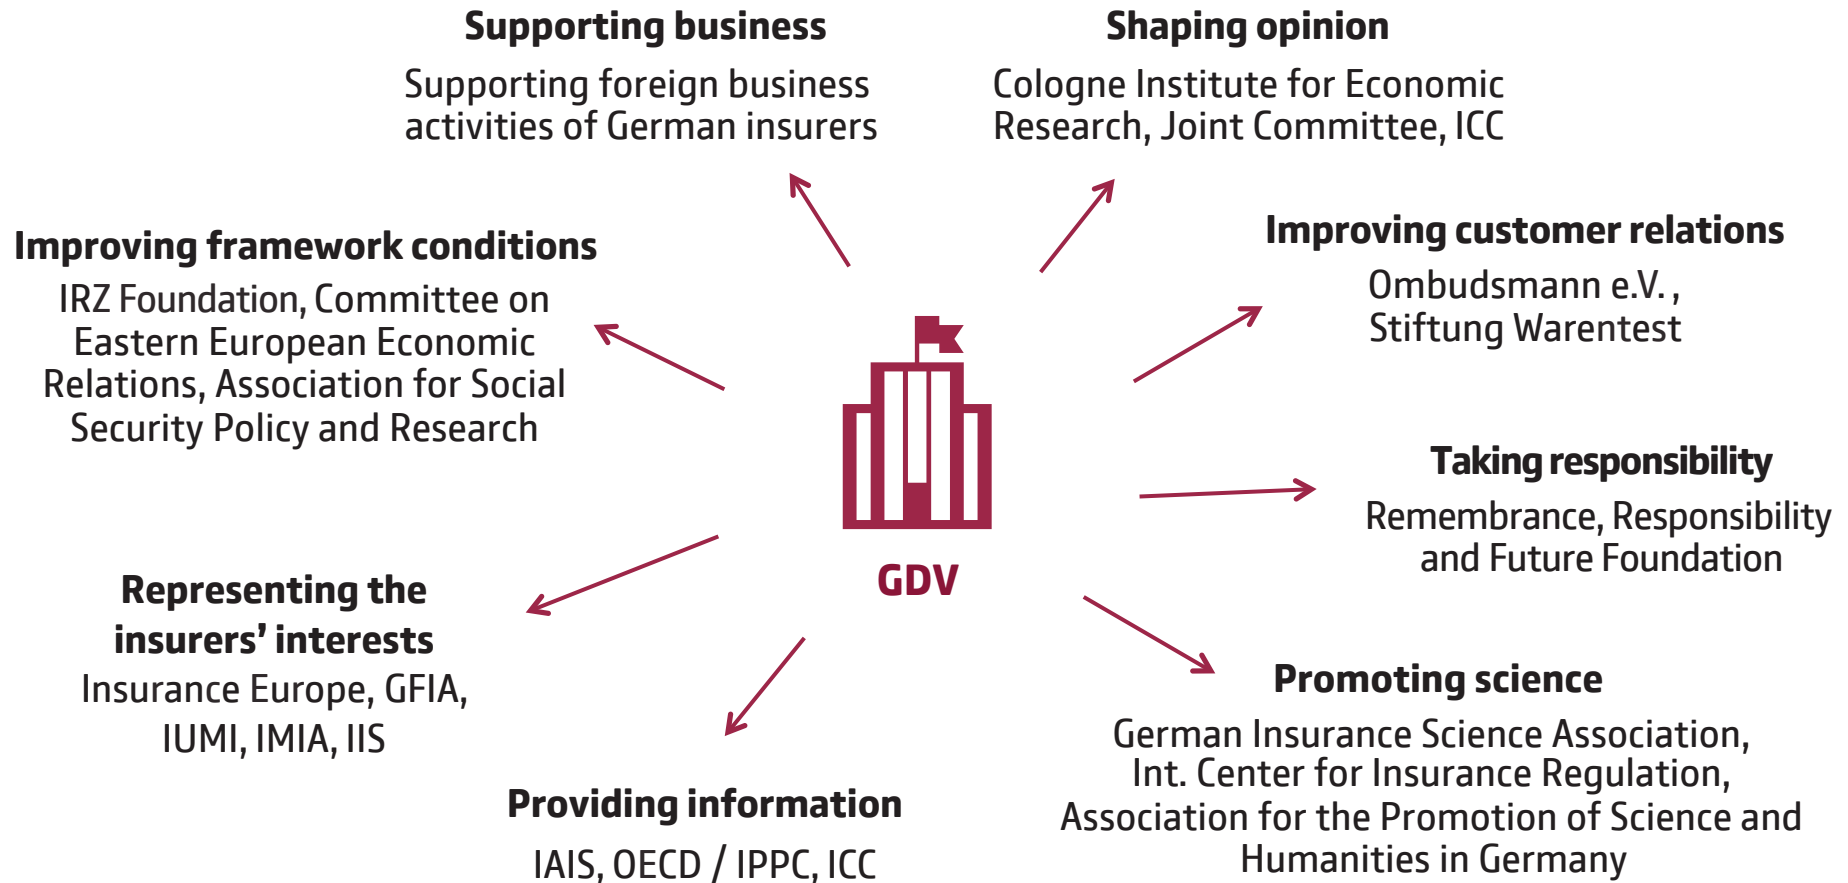 Supporting business
Supporting foreign business
activities of German insurers
Shaping opinion
Cologne Institute for Economic
Research, Joint Committee, ICC
Improving framework conditions
IRZ Foundation, Committee on
Eastern European Economic
Relations, Association for Social
Security Policy and Research
Improving customer relations
Ombudsmann e.V. ,
Stiftung Warentest
Taking responsibility
Remembrance, Responsibility
and Future Foundation
GDV
Representing the
insurers’ interests
Insurance Europe, GFIA,
IUMI, IMIA, IIS
Promoting science
German Insurance Science Association,
Int. Center for Insurance Regulation,
Association for the Promotion of Science and
Humanities in Germany
Providing information
IAIS, OECD / IPPC, ICC